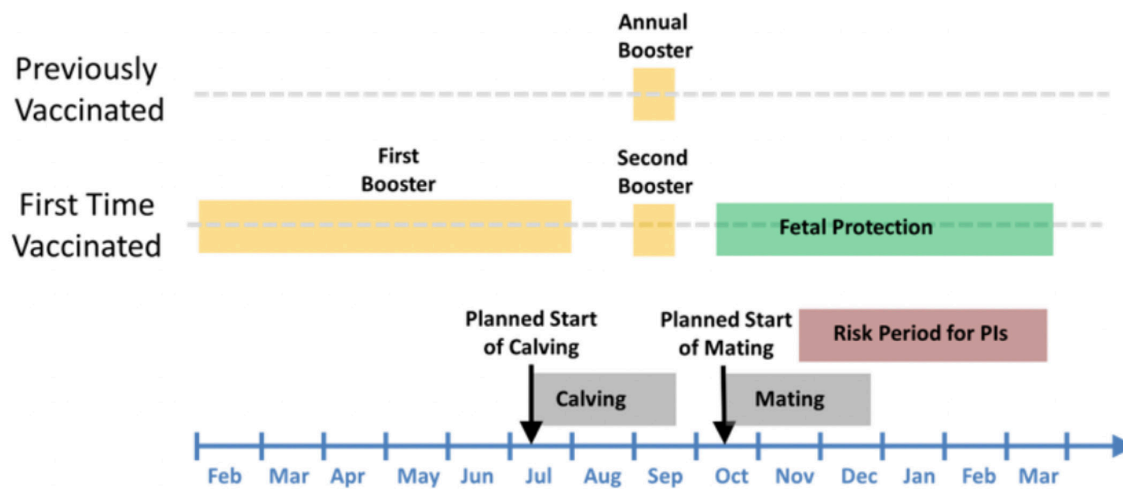 Annual
Booster
Previously
Vaccinated
First
Booster
Second
Booster
First Time
Vaccinated
Fetal Protection
Planned Start
of Calving
Planned Start
of Mating
Risk Period for PIs
Calving
Mating
Feb Mar Apr May Jun Jul Aug Sep Oct Nov Dec Jan Feb Mar